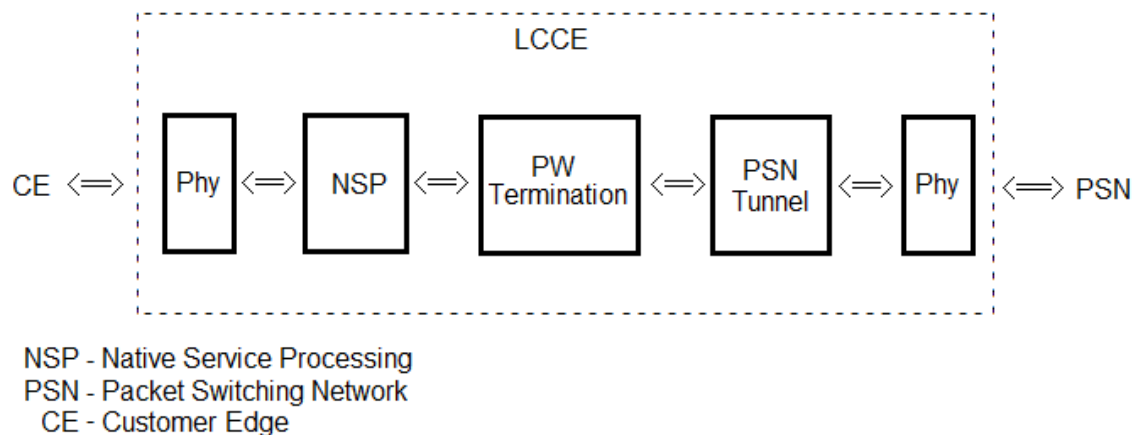 LCCE
CE
Phy
NSP
PW
Termination
PSN
Tunnel
Phy
PSN
NSP - Native Service Processing
PSN - Packet Switching Network
CE - Customer Edge